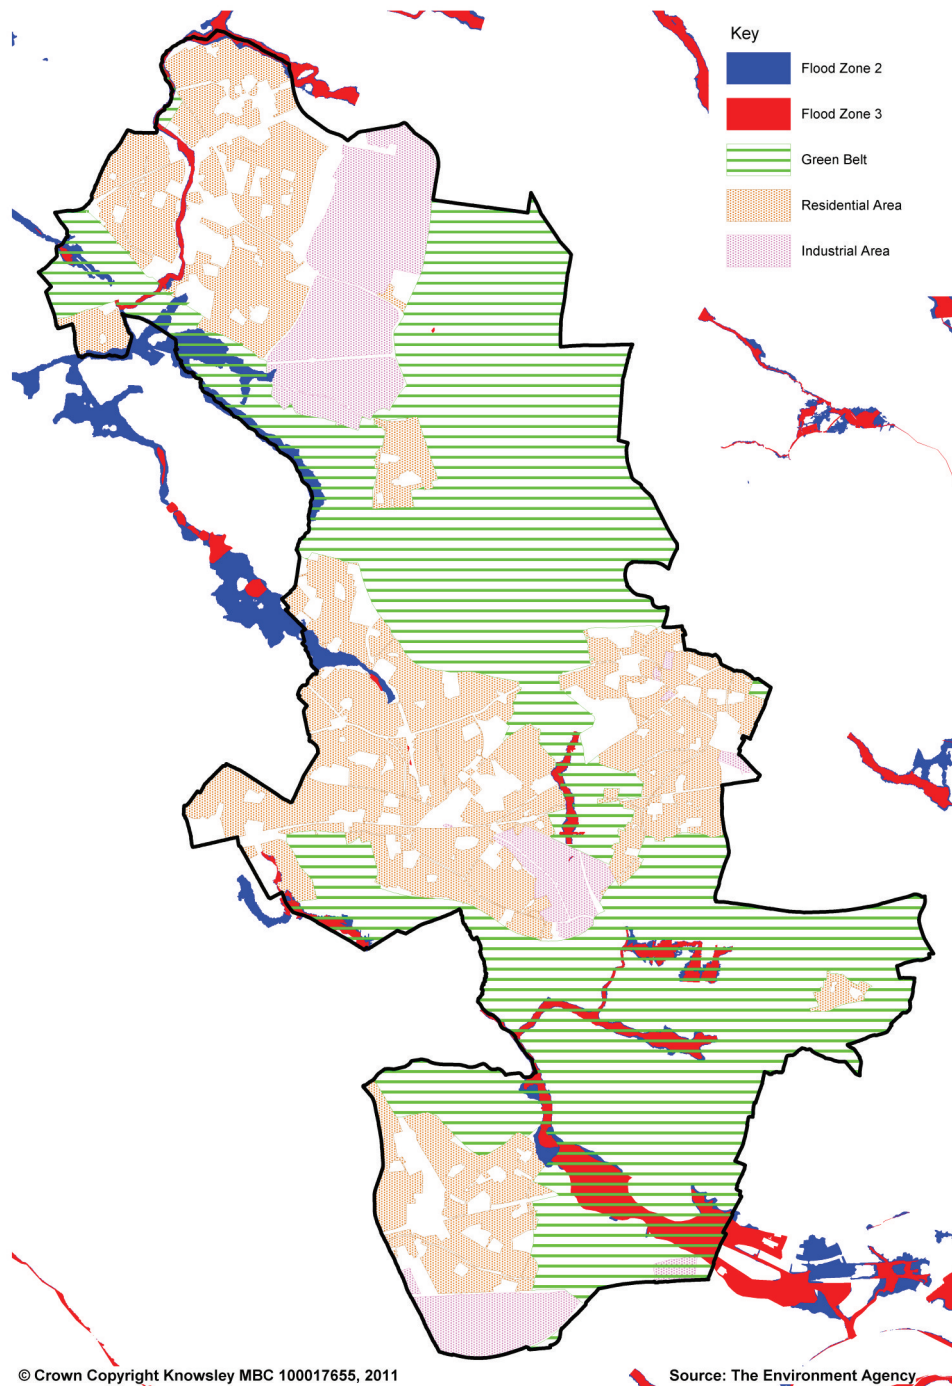 Key
Flood Zone 2
Flood Zone 3
Green Belt
Residential Area
Industrial Area
© Crown Copyright Knowsley MBC 100017655, 2011
Source: The Environment Agency